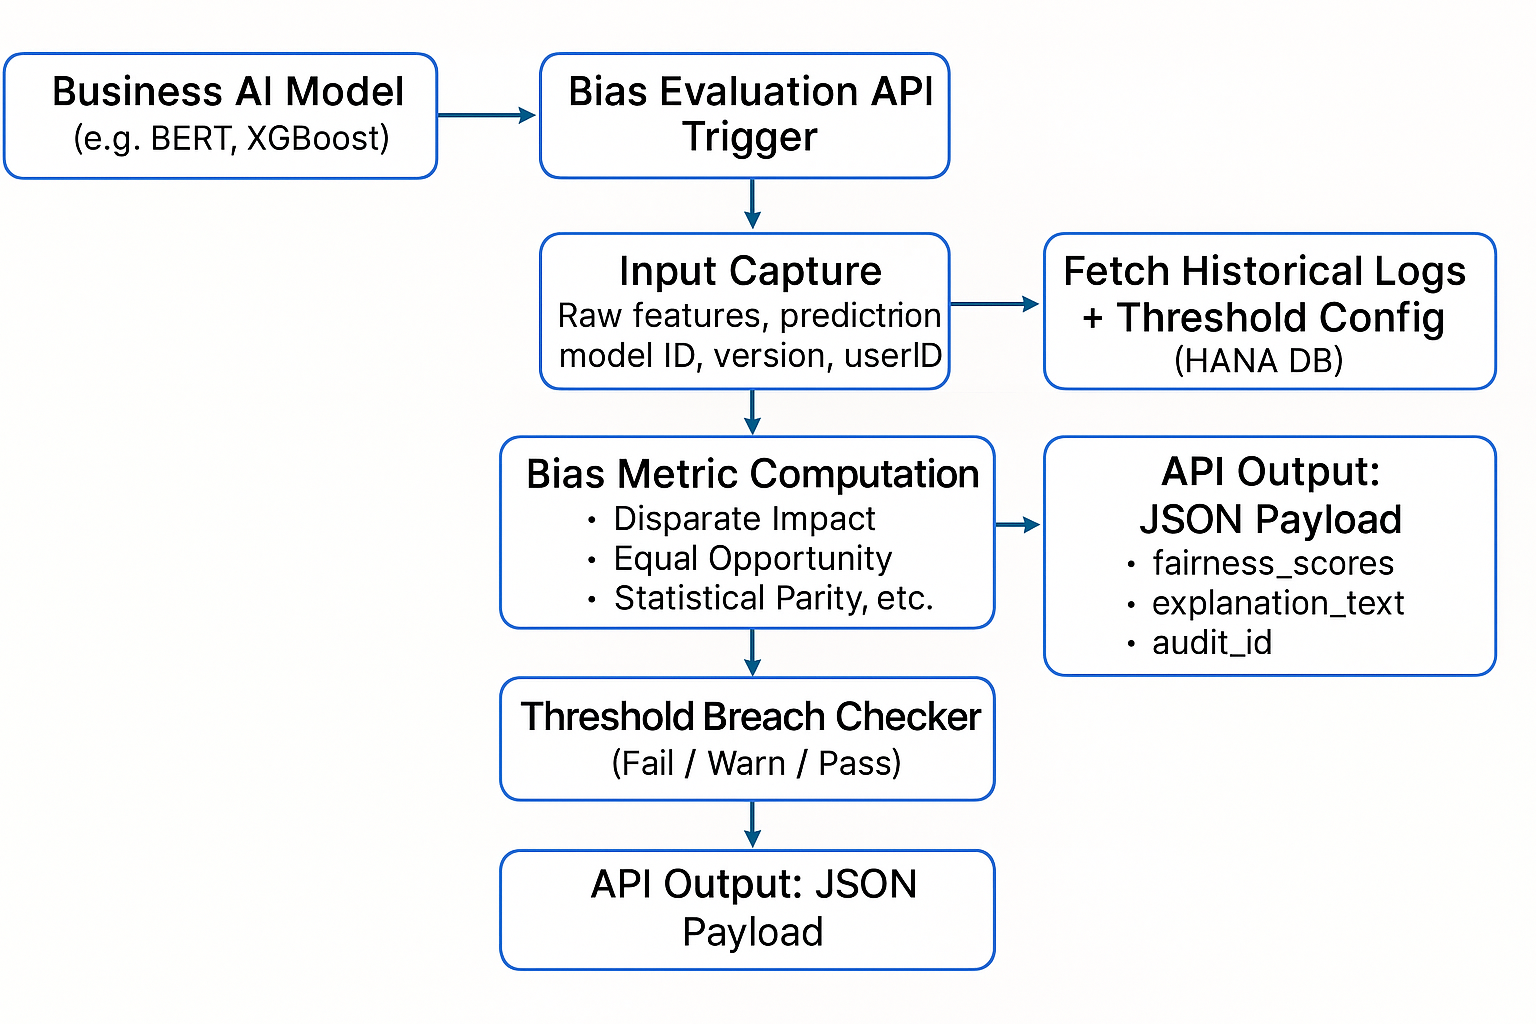 Business AI Model
(e.g. BERT, XGBoost)
Bias Evaluation API
Trigger
Input Capture
Raw features, predictrion
model ID, version, userID
Fetch Historical Logs
+ Threshold Config
(HANA DB)
Bias Metric Computation
• Disparate Impact
• Equal Opportunity
• Statistical Parity, etc.
API Output:
JSON Payload
• fairness_scores
• explanation_text
• audit_id
Threshold Breach Checker
(Fail / Warn / Pass)
API Output: JSON
Payload